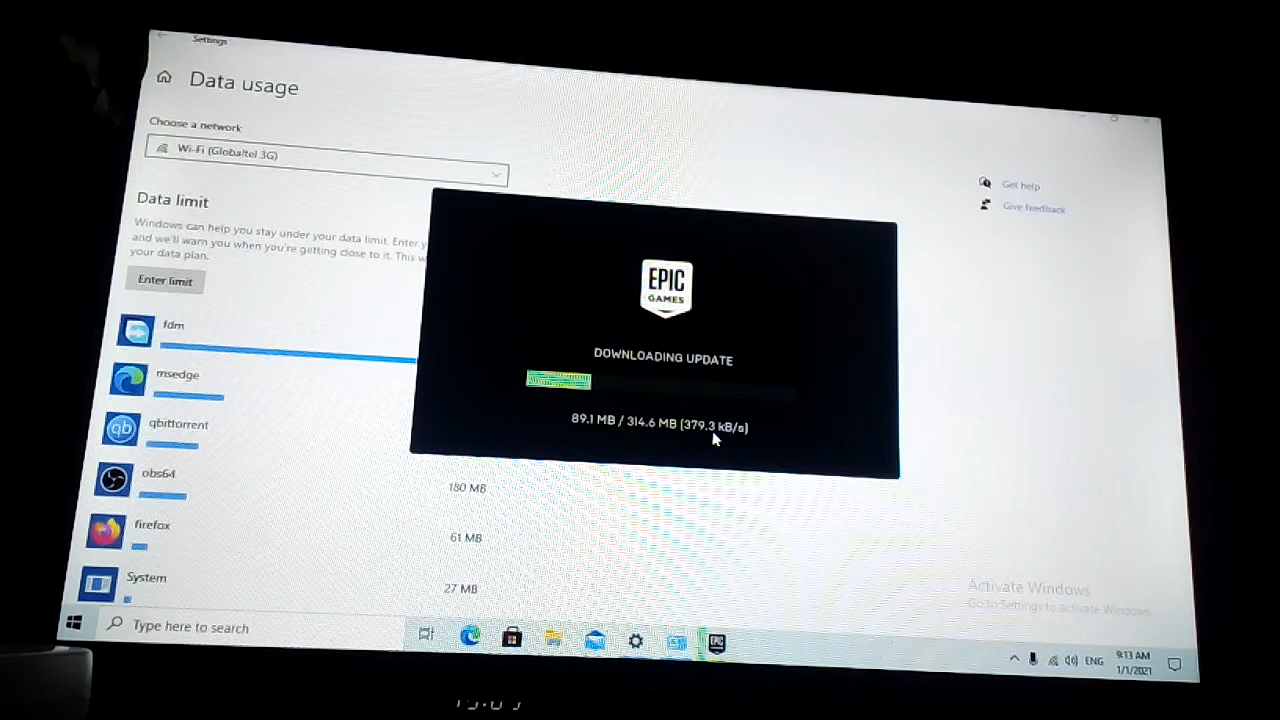 Settings
Data usage
Choose a network
Wi-Fi (Globaltel 3G)
Data limit
Windows can help you stay under your data limit. Enter y
and we'll warn you when you're getting close to it. This w
your data plan.
Enter limit
Get help
Give feedback
fdm
msedge
qbittorrent
obs64
180 MB
firefox
61 MB
System
27 MB
EPIC
GAMES
DOWNLOADING UPDATE
89.1 MB / 314.6 MB (379.3 kB/s)
Activate Windows
Go to Settings to activate Windows.
Type here to search
EPIC
ENG
9:13 AM
1/1/2021